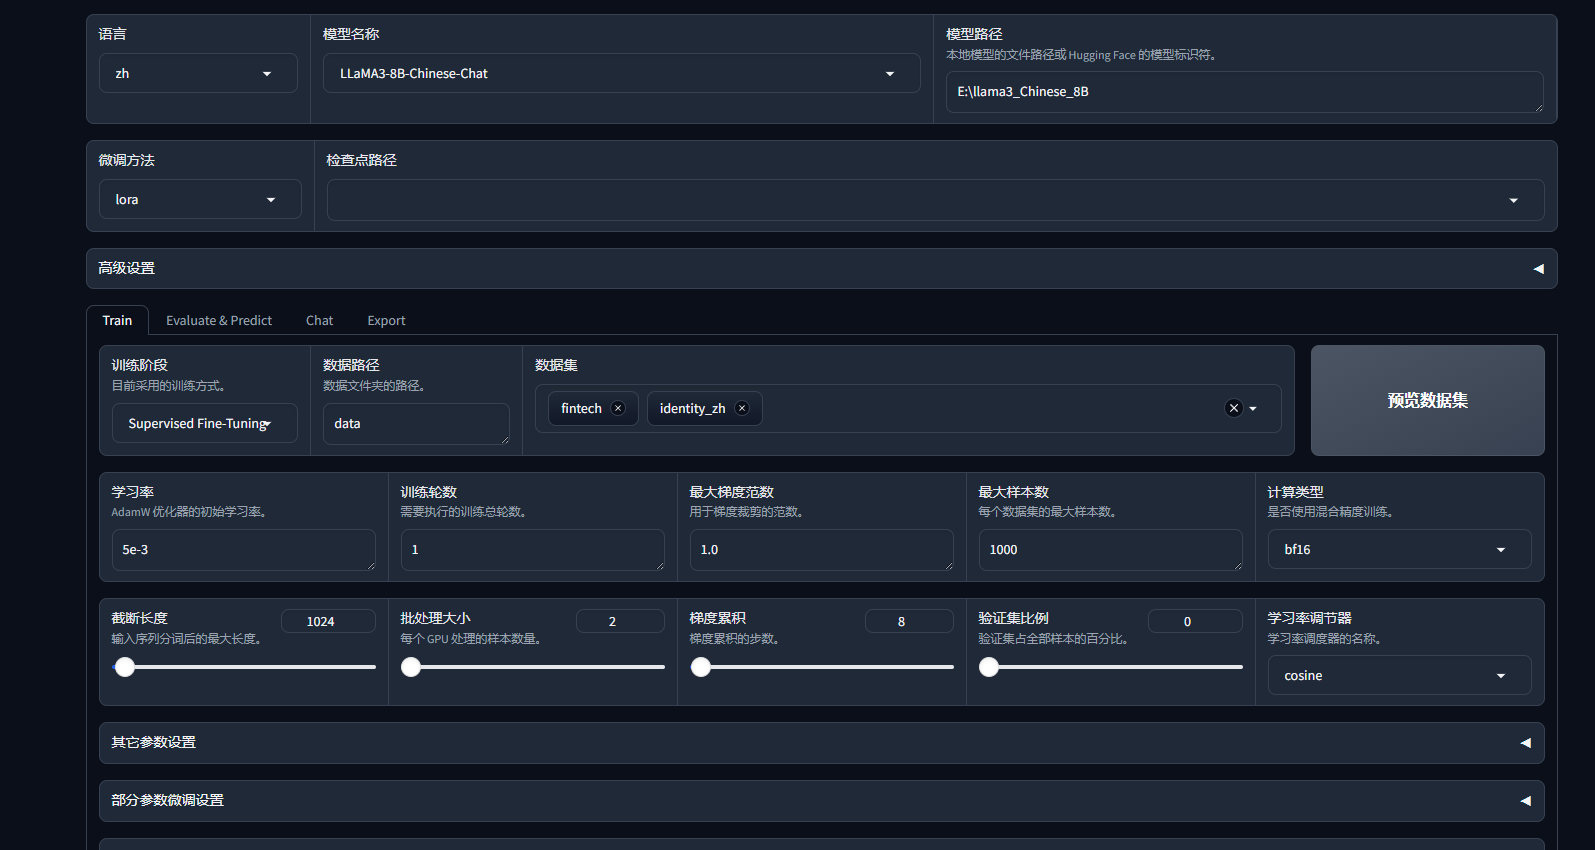 语言
zh
模型名称
LLaMA3-8B-Chinese-Chat
模型路径
本地模型的文件路径或 Hugging Face 的模型标识符。
E:\llama3_Chinese_8B
微调方法
lora
检查点路径
高级设置
Train
Evaluate & Predict
Chat
Export
训练阶段
目前采用的训练方式。
Supervised Fine-Tuning
数据路径
数据文件夹的路径。
data
数据集
fintech
identity_zh
预览数据集
学习率
AdamW 优化器的初始学习率。
5e-3
训练轮数
需要执行的训练总轮数。
1
最大梯度范数
用于梯度裁剪的范数。
1.0
最大样本数
每个数据集的最大样本数。
1000
计算类型
是否使用混合精度训练。
bf16
截断长度
1024
输入序列分词后的最大长度。
批处理大小
2
每个 GPU 处理的样本数量。
梯度累积
8
梯度累积的步数。
验证集比例
0
验证集占全部样本的百分比。
学习率调节器
学习率调度器的名称。
cosine
其它参数设置
部分参数微调设置